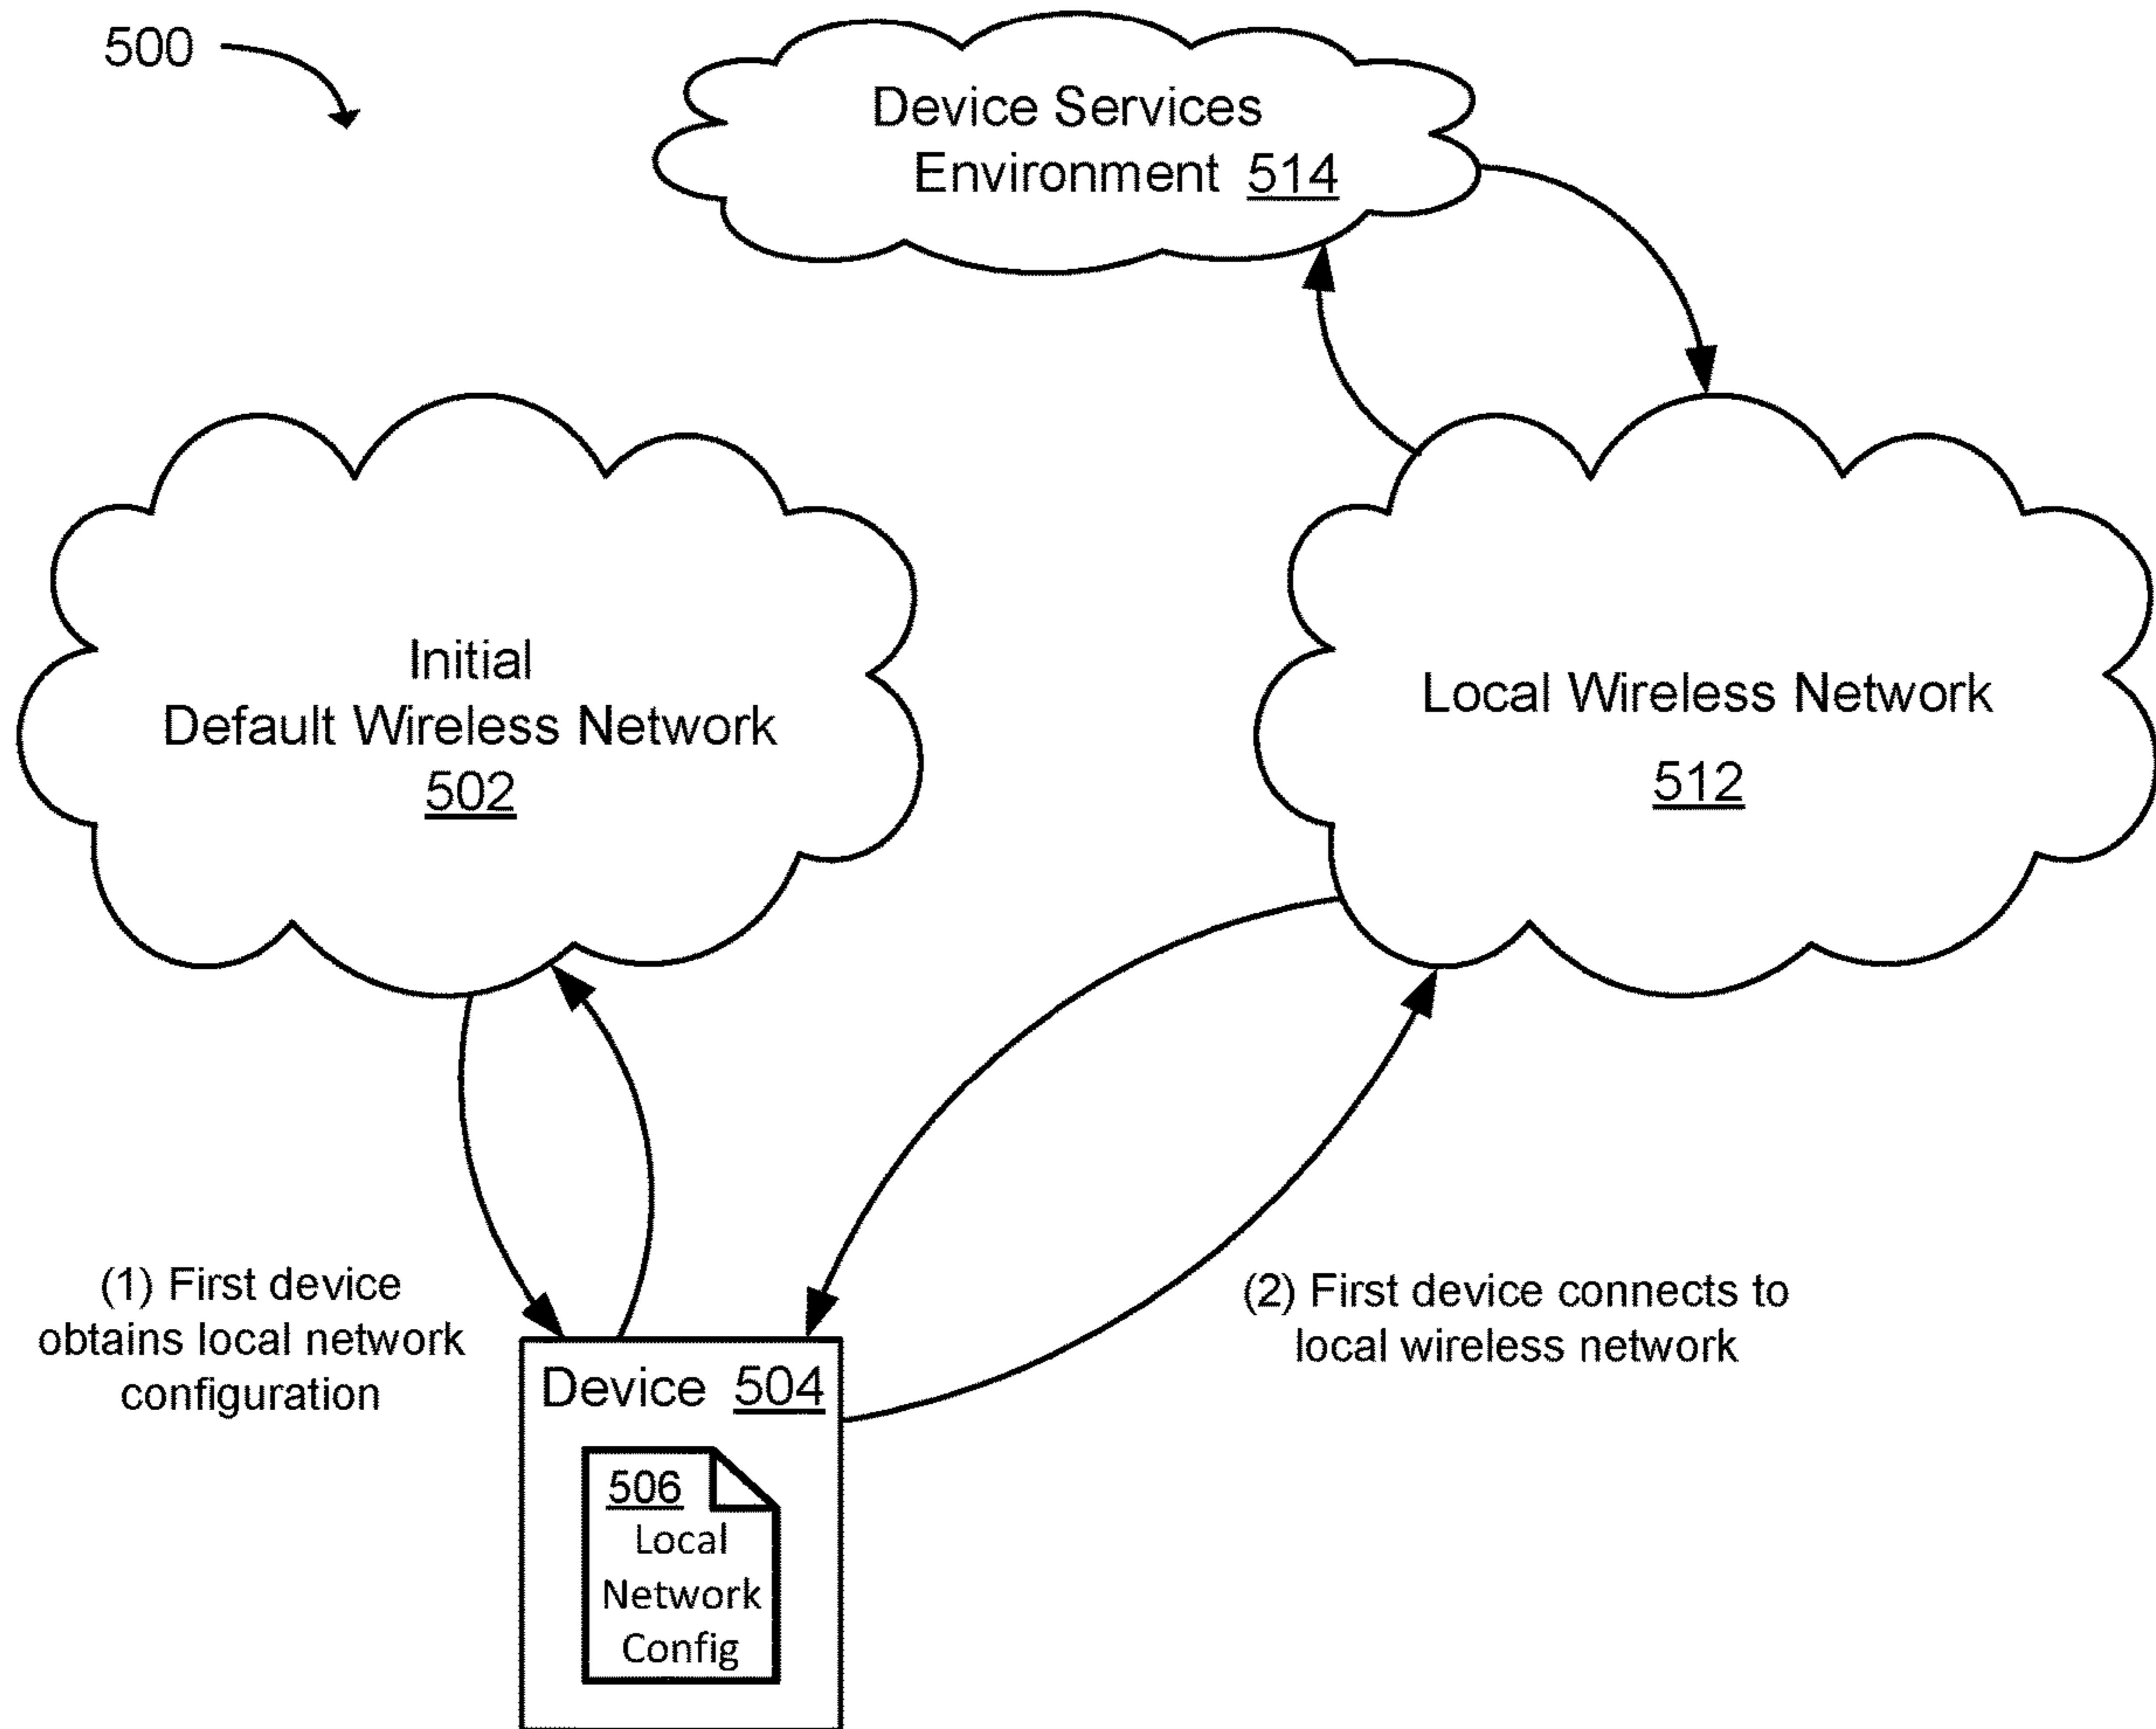 500
Device Services
Environment 514
Initial
Default Wireless Network
502
Local Wireless Network
512
(1) First device
obtains local network
configuration
(2) First device connects to
local wireless network
Device 504
506
Local
Network
Config